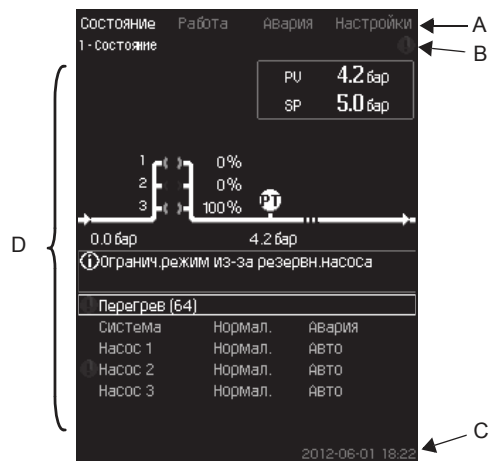 Состояние Работа Авария Настройки
A
1 - Состояние
B
PV 4.2 бар
SP 5.0 бар
1 0%
2 0%
3 100% PT
D
0.0 бар 4.2 бар
Огранич.режим из-за резервн.насоса
Перегрев (64)
Система Нормал. Авария
Насос 1 Нормал. Авто
Насос 2 Нормал. Авто
Насос 3 Нормал. Авто
C
2012-06-01 18:22